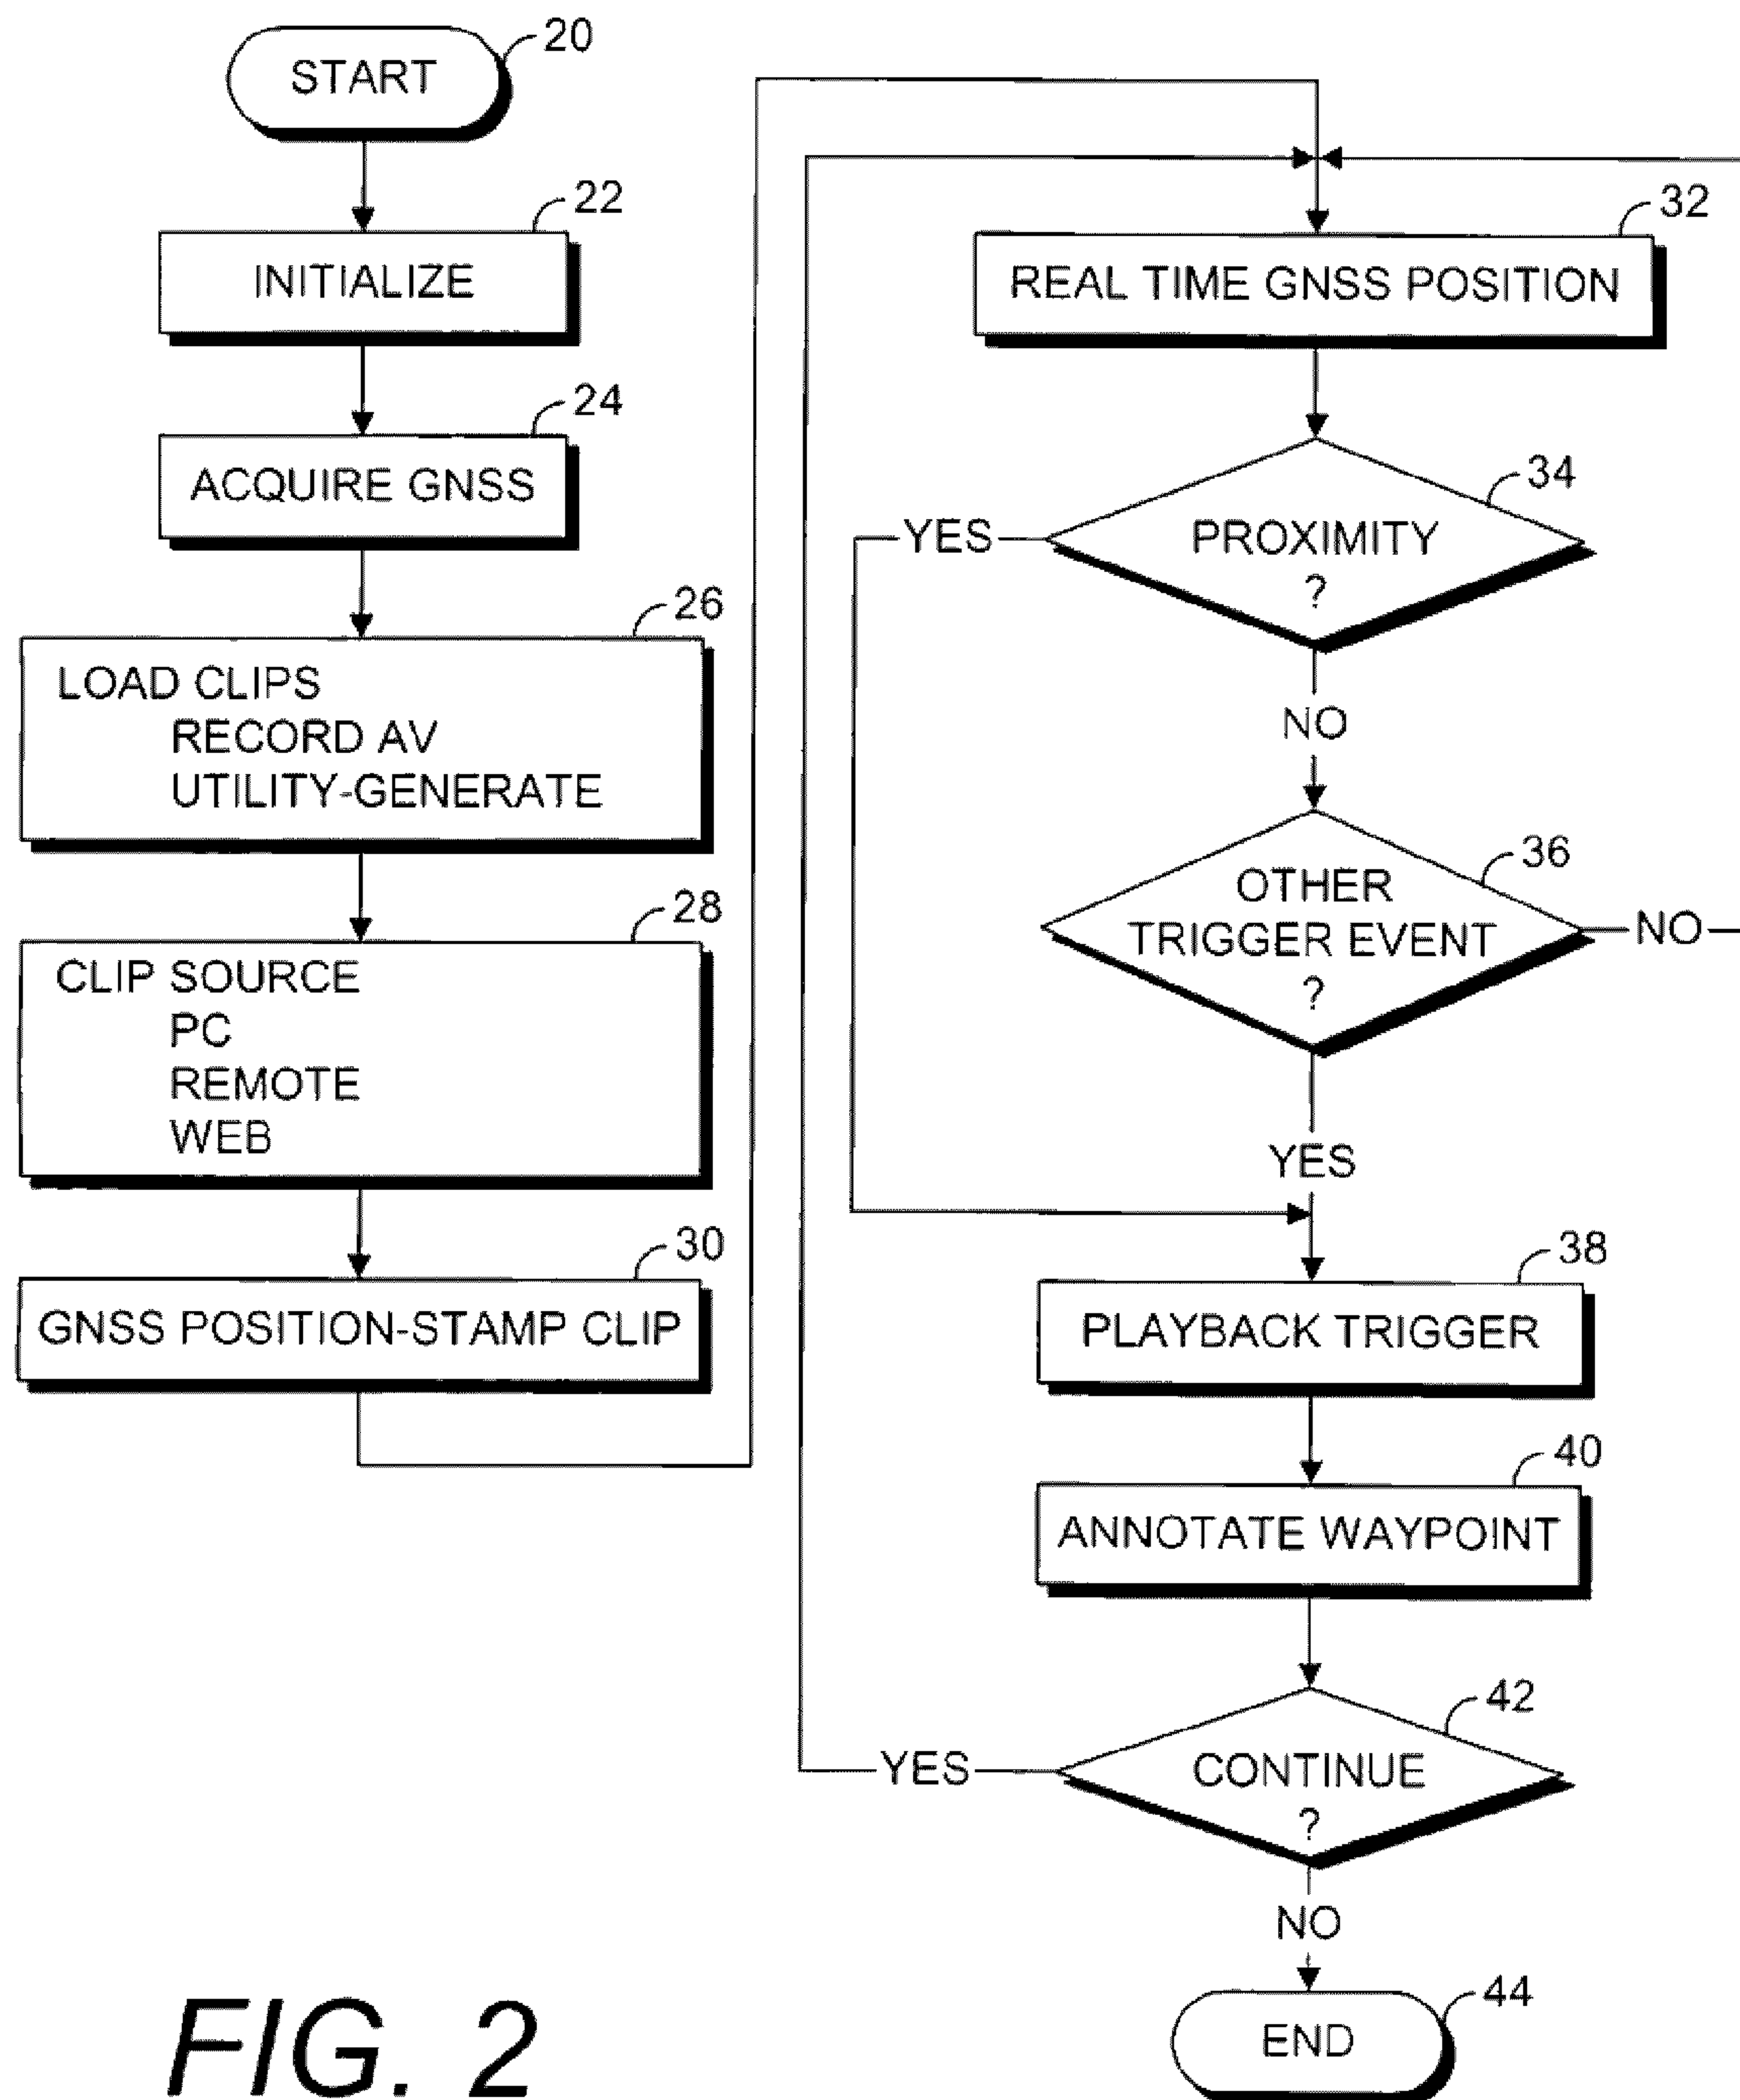 START
20
INITIALIZE
22
ACQUIRE GNSS
24
LOAD CLIPS
RECORD AV
UTILITY-GENERATE
26
CLIP SOURCE
PC
REMOTE
WEB
28
GNSS POSITION-STAMP CLIP
30
REAL TIME GNSS POSITION
32
PROXIMITY
?
34
YES
NO
OTHER
TRIGGER EVENT
?
36
NO
YES
PLAYBACK TRIGGER
38
ANNOTATE WAYPOINT
40
CONTINUE
?
42
YES
NO
END
44
FIG. 2